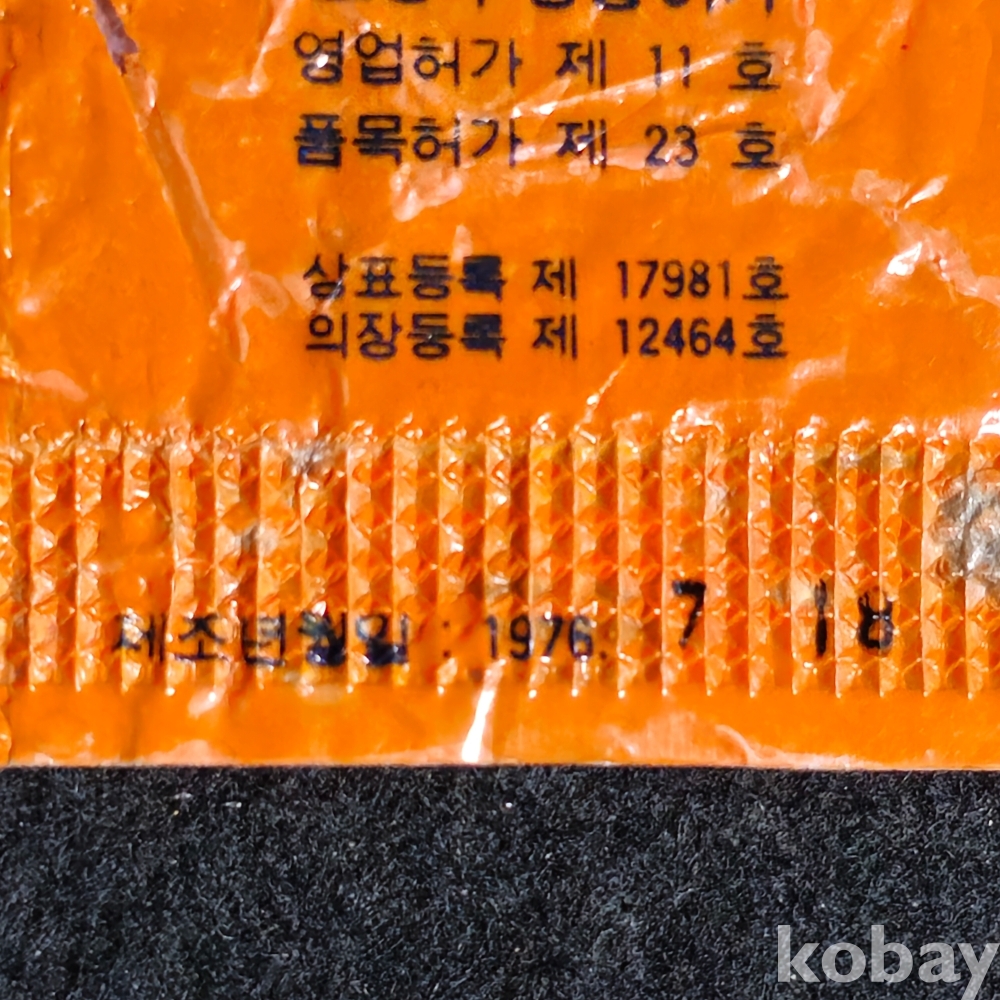 영업허가 제 11 호
품목허가 제 23 호
상표등록 제 17981호
의장등록 제 12464호
제조년월일 : 1976. 7 18
kobay